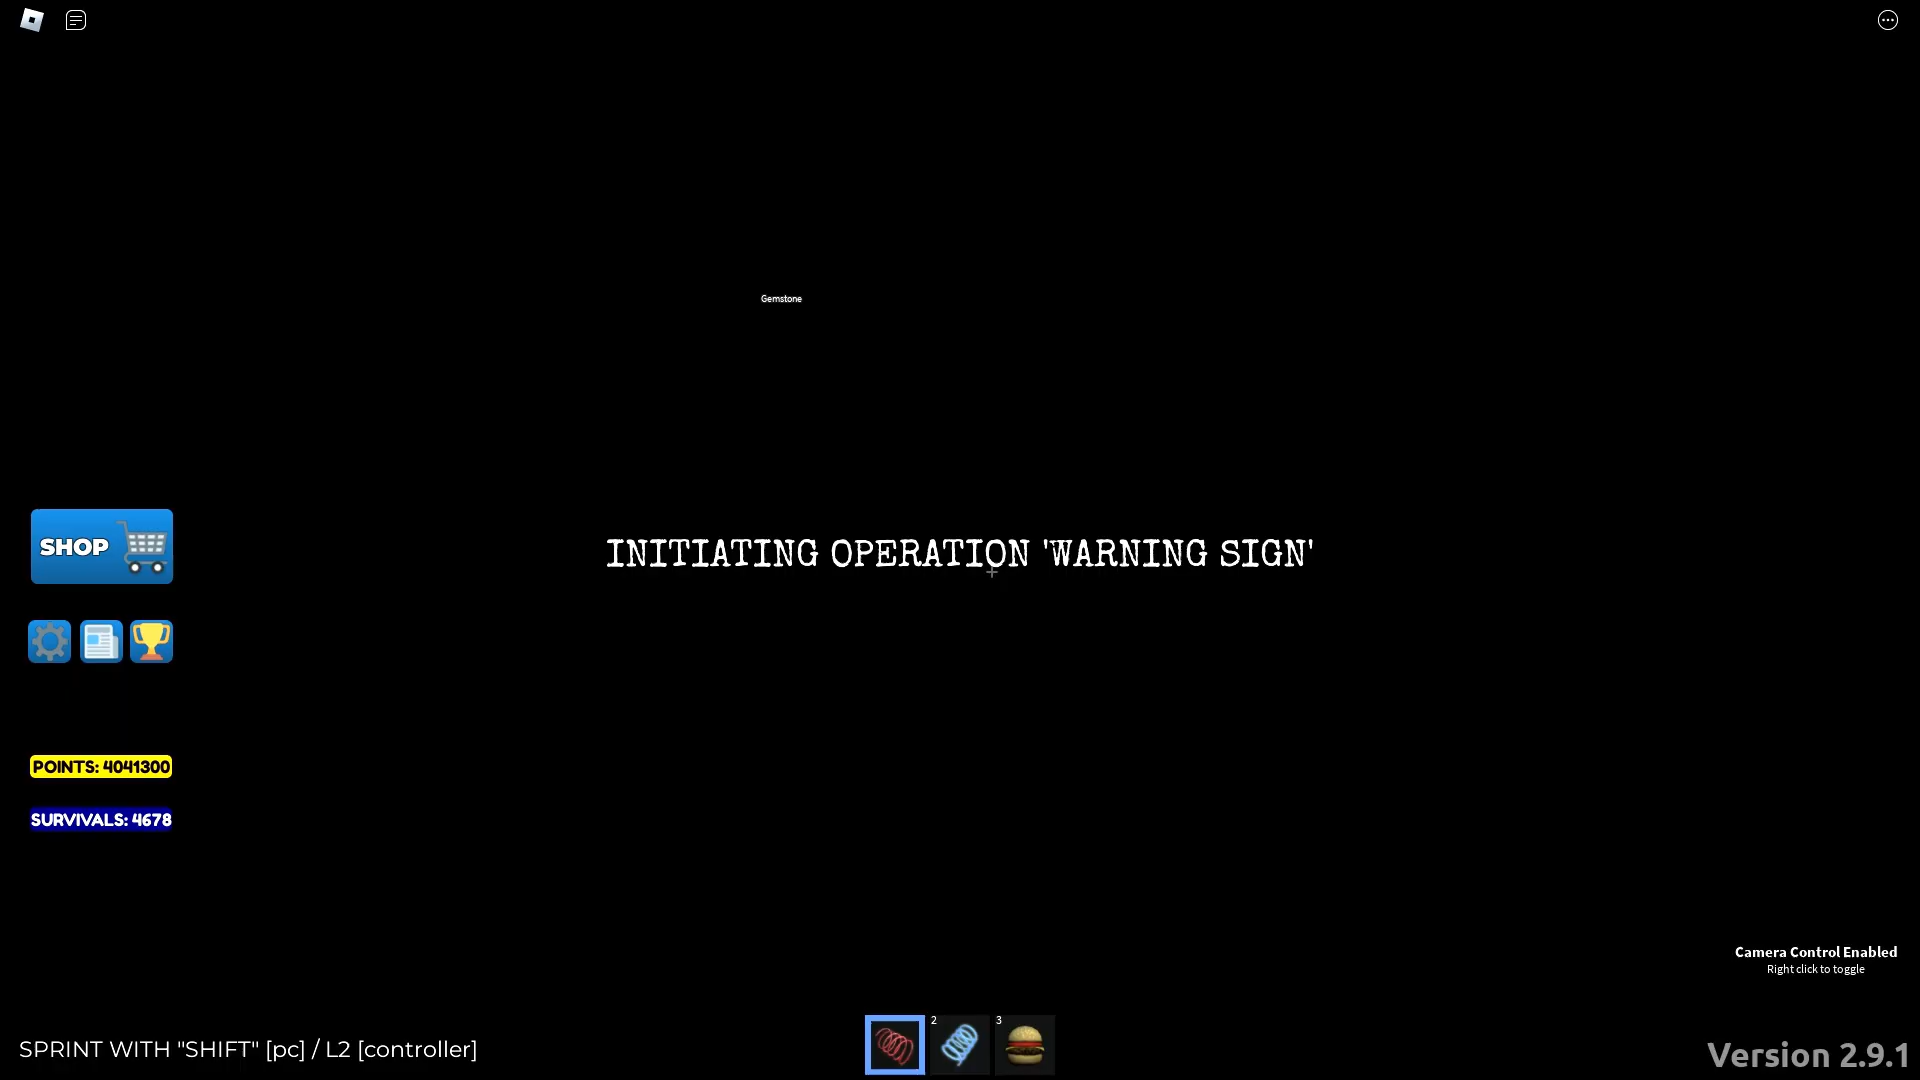 Gemstone
SHOP
INITIATING OPERATION 'WARNING SIGN'
POINTS: 4041300
SURVIVALS: 4678
Camera Control Enabled
Right click to toggle
2
3
SPRINT WITH "SHIFT" [pc] / L2 [controller]
Version 2.9.1